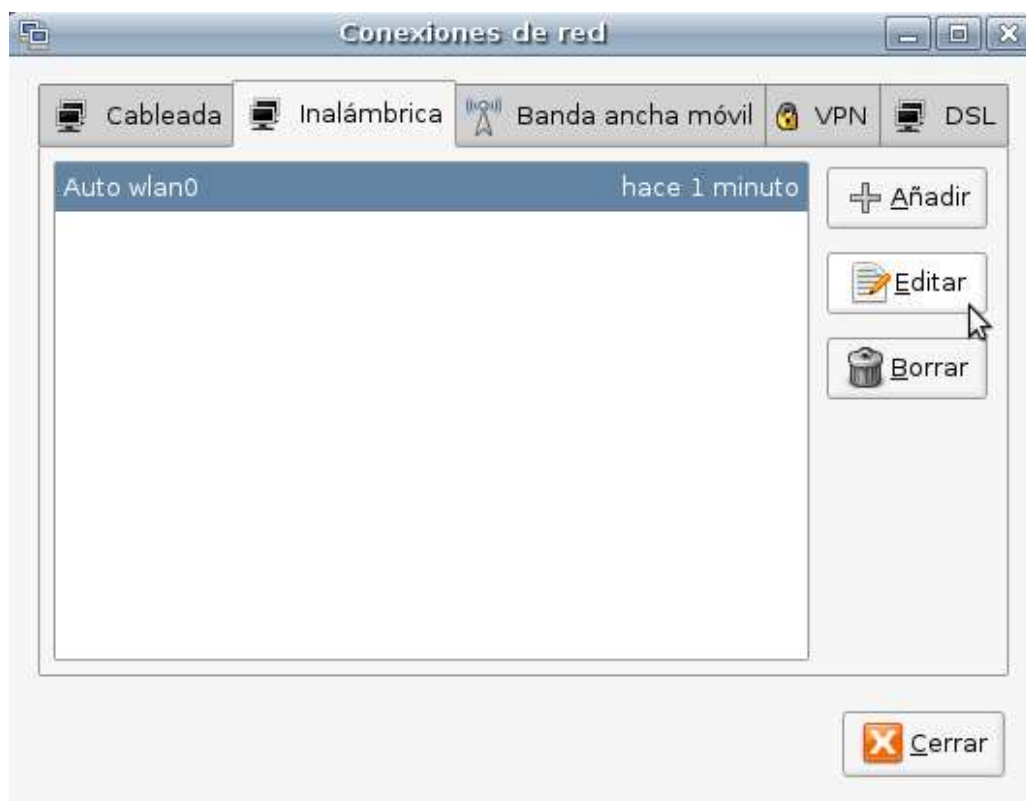 Conexiones de red
Cableada Inalámbrica Banda ancha móvil VPN DSL
Auto wlan0 hace 1 minuto
Añadir
Editar
Borrar
Cerrar